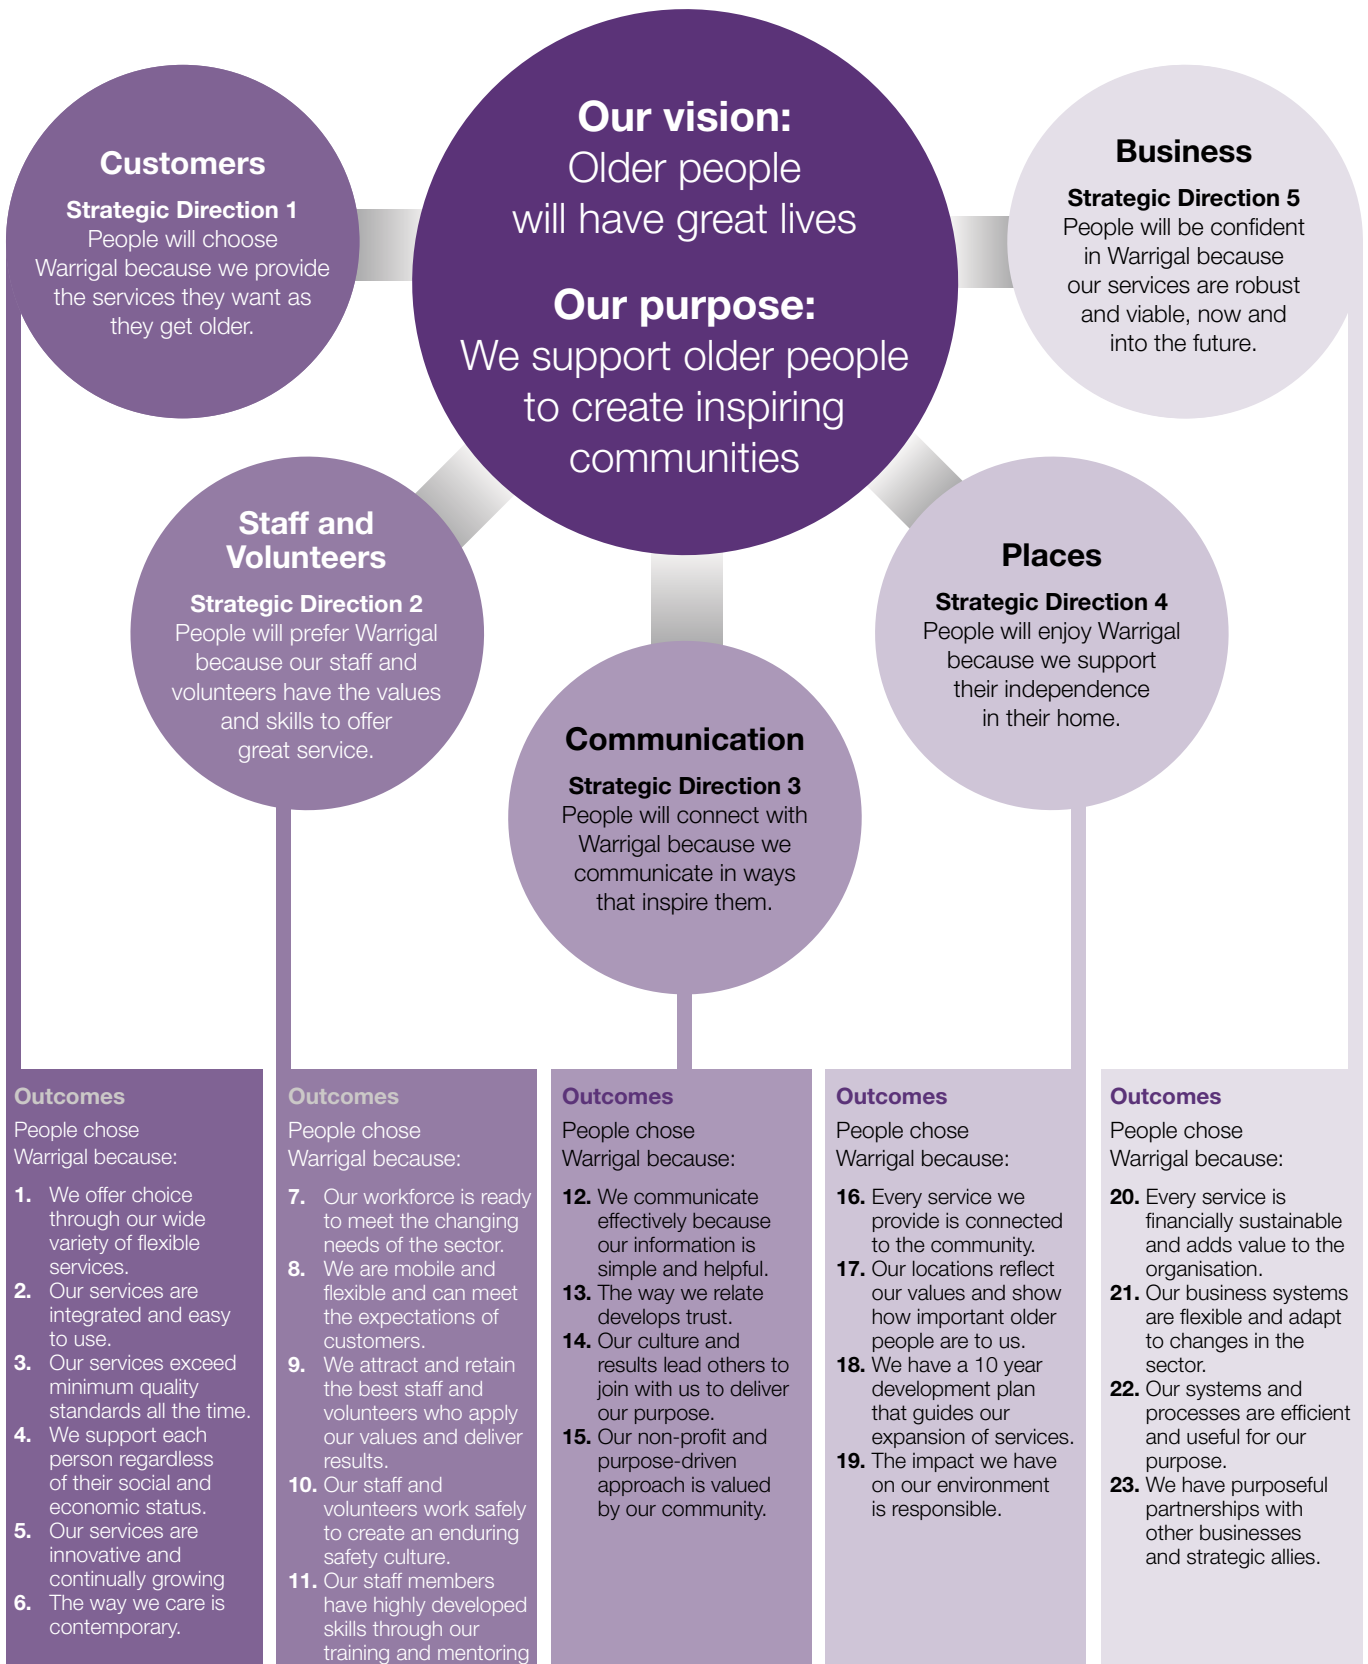 Our vision:
Older people
will have great lives
Our purpose:
We support older people
to create inspiring
communities
Customers
Strategic Direction 1
People will choose
Warrigal because we provide
the services they want as
they get older.
Staff and
Volunteers
Strategic Direction 2
People will prefer Warrigal
because our staff and
volunteers have the values
and skills to offer
great service.
Communication
Strategic Direction 3
People will connect with
Warrigal because we
communicate in ways
that inspire them.
Places
Strategic Direction 4
People will enjoy Warrigal
because we support
their independence
in their home.
Business
Strategic Direction 5
People will be confident
in Warrigal because
our services are robust
and viable, now and
into the future.
Outcomes
People chose
Warrigal because:
1. We offer choice
through our wide
variety of flexible
services.
2. Our services are
integrated and easy
to use.
3. Our services exceed
minimum quality
standards all the time.
4. We support each
person regardless
of their social and
economic status.
5. Our services are
innovative and
continually growing
6. The way we care is
contemporary.
Outcomes
People chose
Warrigal because:
7. Our workforce is ready
to meet the changing
needs of the sector.
8. We are mobile and
flexible and can meet
the expectations of
customers.
9. We attract and retain
the best staff and
volunteers who apply
our values and deliver
results.
10. Our staff and
volunteers work safely
to create an enduring
safety culture.
11. Our staff members
have highly developed
skills through our
training and mentoring
Outcomes
People chose
Warrigal because:
12. We communicate
effectively because
our information is
simple and helpful.
13. The way we relate
develops trust.
14. Our culture and
results lead others to
join with us to deliver
our purpose.
15. Our non-profit and
purpose-driven
approach is valued
by our community.
Outcomes
People chose
Warrigal because:
16. Every service we
provide is connected
to the community.
17. Our locations reflect
our values and show
how important older
people are to us.
18. We have a 10 year
development plan
that guides our
expansion of services.
19. The impact we have
on our environment
is responsible.
Outcomes
People chose
Warrigal because:
20. Every service is
financially sustainable
and adds value to the
organisation.
21. Our business systems
are flexible and adapt
to changes in the
sector.
22. Our systems and
processes are efficient
and useful for our
purpose.
23. We have purposeful
partnerships with
other businesses
and strategic allies.